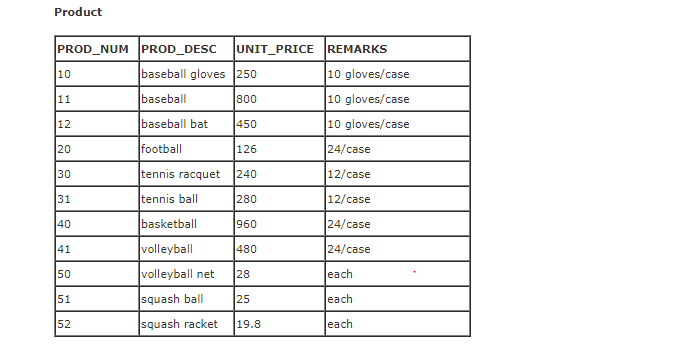 Product
PROD_NUM PROD_DESC UNIT_PRICE REMARKS
10 baseball gloves 250 10 gloves/case
11 baseball 800 10 gloves/case
12 baseball bat 450 10 gloves/case
20 football 126 24/case
30 tennis racquet 240 12/case
31 tennis ball 280 12/case
40 basketball 960 24/case
41 volleyball 480 24/case
50 volleyball net 28 each
51 squash ball 25 each
52 squash racket 19.8 each